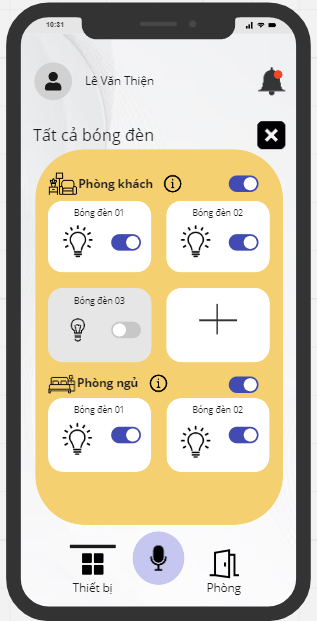 10:31
Lê Văn Thiện
Tất cả bóng đèn
Phòng khách
Bóng đèn 01
Bóng đèn 02
Bóng đèn 03
Phòng ngủ
Bóng đèn 01
Bóng đèn 02
Thiết bị
Phòng